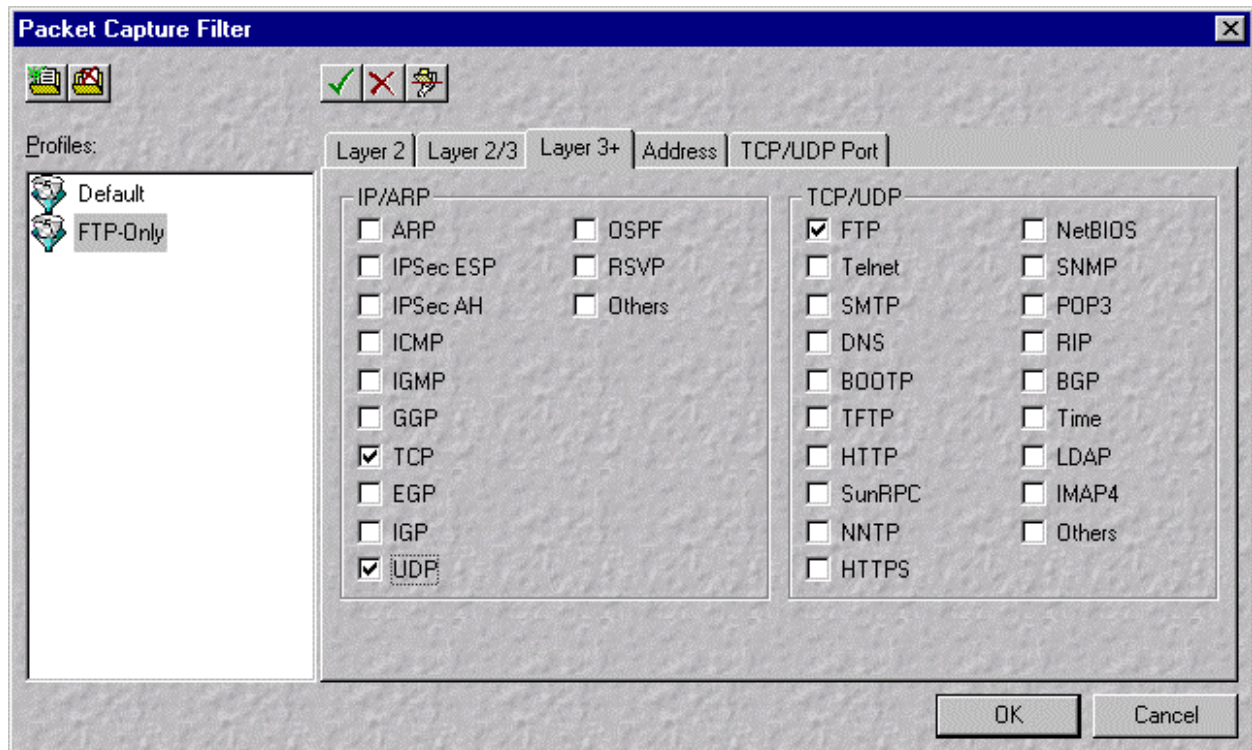 Packet Capture Filter
Profiles:
Default
FTP-Only
Layer 2
Layer 2/3
Layer 3+
Address
TCP/UDP Port
IP/ARP
ARP
IPSec ESP
IPSec AH
ICMP
IGMP
GGP
TCP
EGP
IGP
UDP
OSPF
RSVP
Others
TCP/UDP
FTP
Telnet
SMTP
DNS
BOOTP
TFTP
HTTP
SunRPC
NNTP
HTTPS
NetBIOS
SNMP
POP3
RIP
BGP
Time
LDAP
IMAP4
Others
OK
Cancel